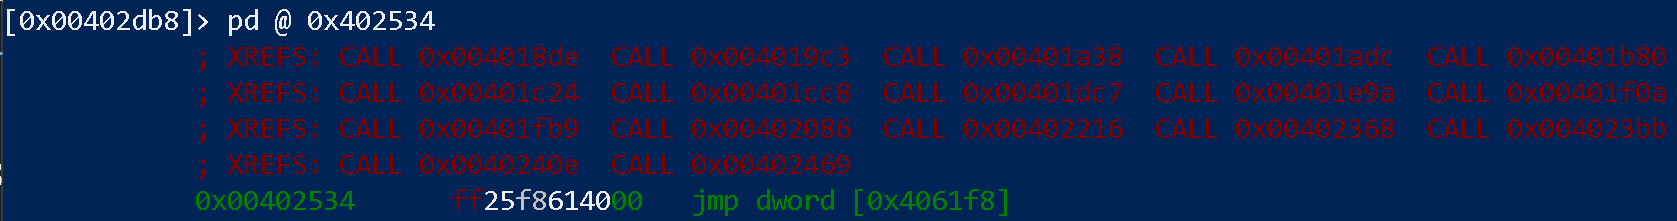 [0x00402db8]> pd @ 0x402534
; XREFS: CALL 0x004018de  CALL 0x004019c3  CALL 0x00401a38  CALL 0x00401adc  CALL 0x00401b80
; XREFS: CALL 0x00401c24  CALL 0x00401cc8  CALL 0x00401dc7  CALL 0x00401e9a  CALL 0x00401f0a
; XREFS: CALL 0x00401fb9  CALL 0x00402086  CALL 0x00402216  CALL 0x00402368  CALL 0x004023bb
; XREFS: CALL 0x0040240e  CALL 0x00402469
0x00402534      ff25f8614000   jmp dword [0x4061f8]